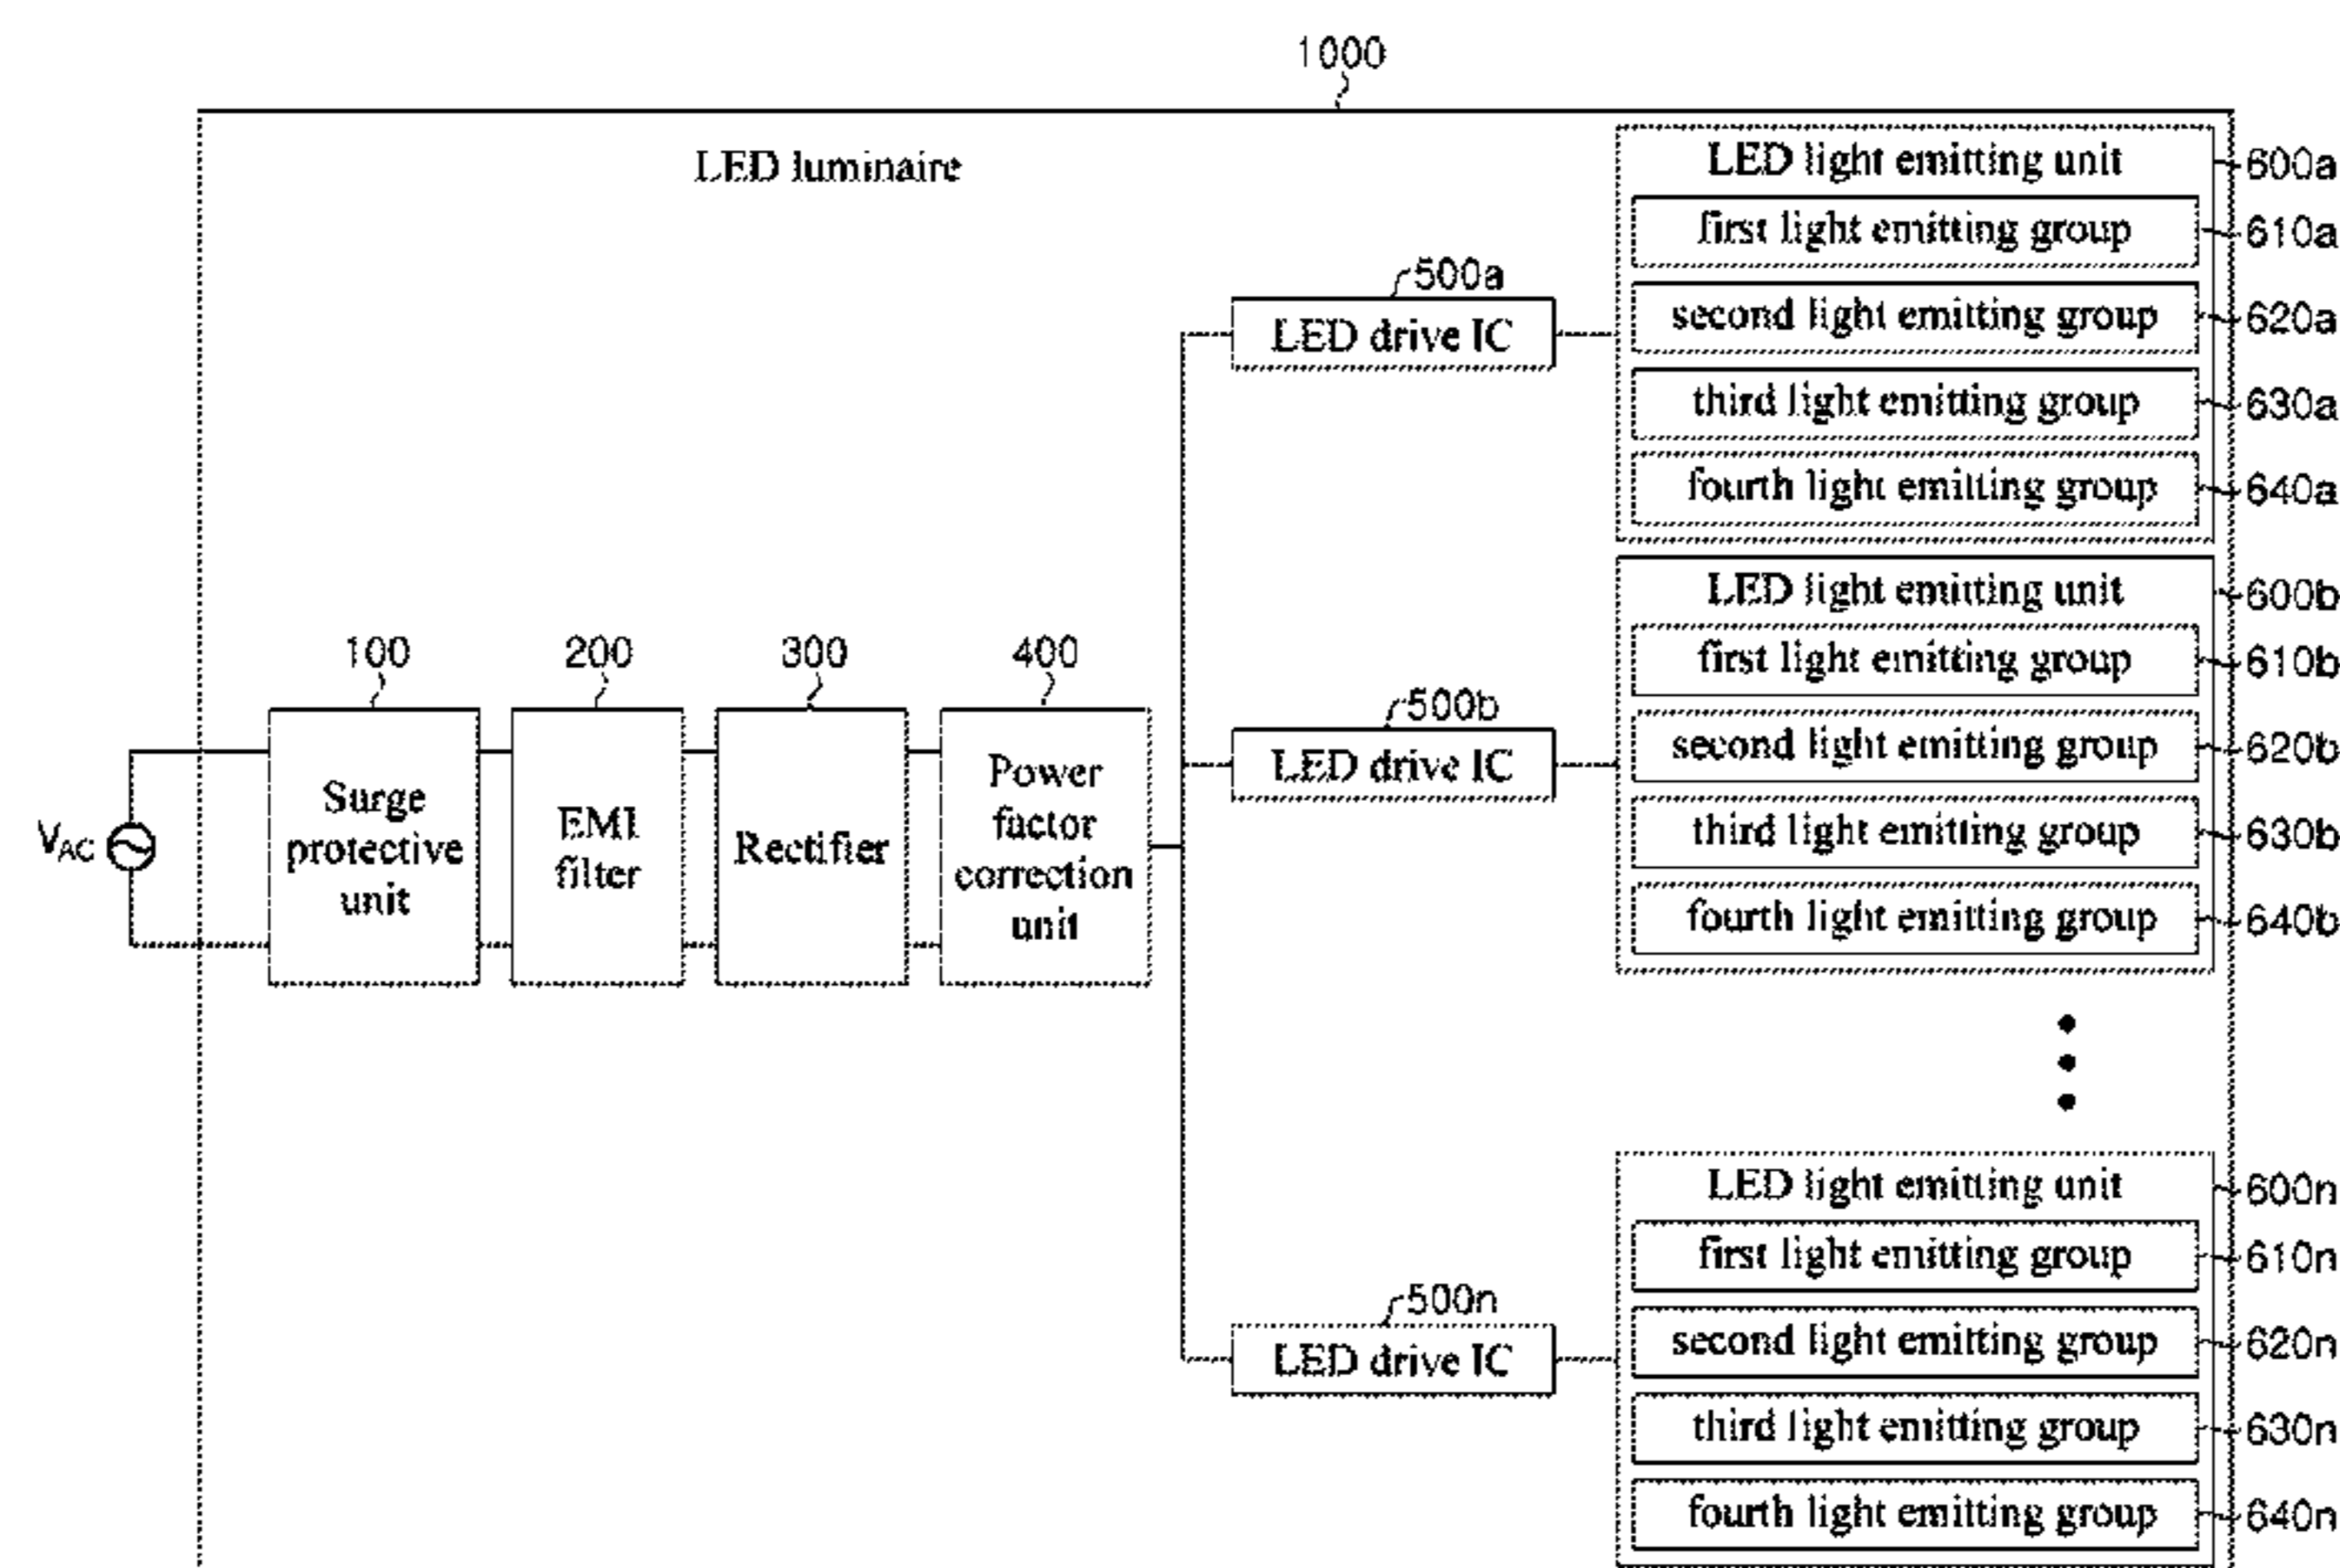 1000
LED luminaire
LED light emitting unit
600a
first light emitting group
610a
500a
second light emitting group
620a
LED drive IC
third light emitting group
630a
fourth light emitting group
640a
LED light emitting unit
600b
100
200
300
400
first light emitting group
610b
500b
second light emitting group
620b
LED drive IC
Surge
protective
unit
EMI
filter
Rectifier
Power
factor
correction
unit
VAC
third light emitting group
630b
fourth light emitting group
640b
LED light emitting unit
600n
first light emitting group
610n
500n
second light emitting group
620n
LED drive IC
third light emitting group
630n
fourth light emitting group
640n